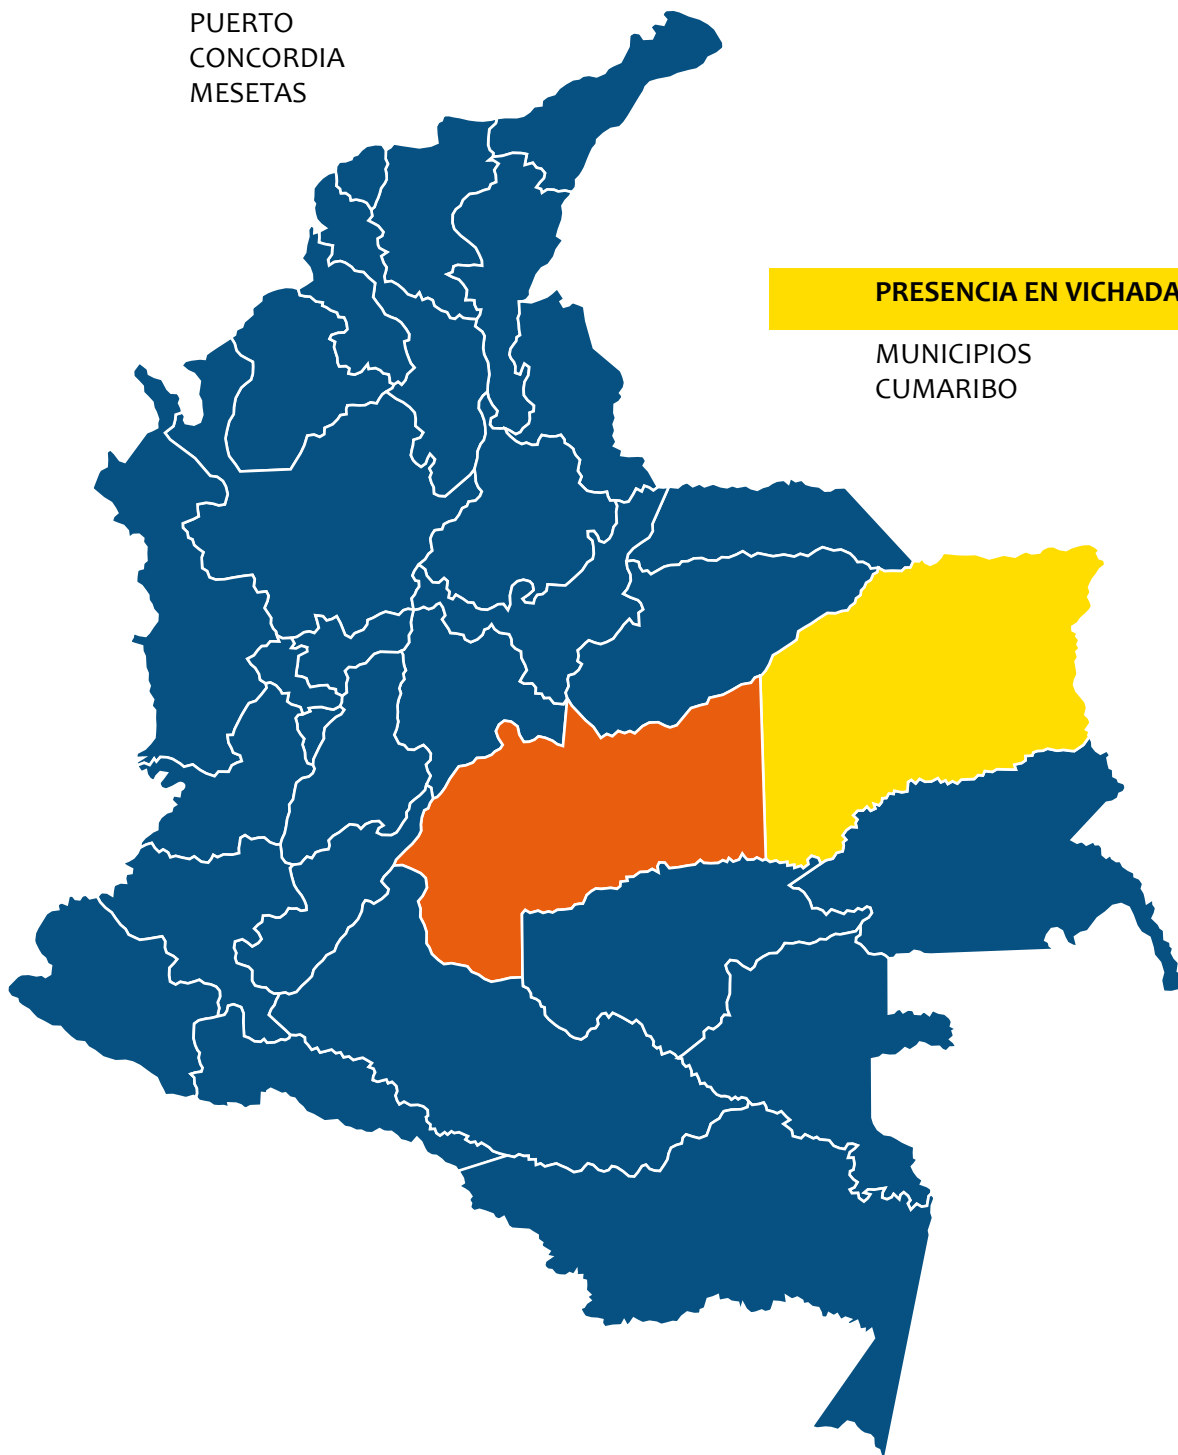 PUERTO
CONCORDIA
MESETAS
PRESENCIA EN VICHADA
MUNICIPIOS
CUMARIBO